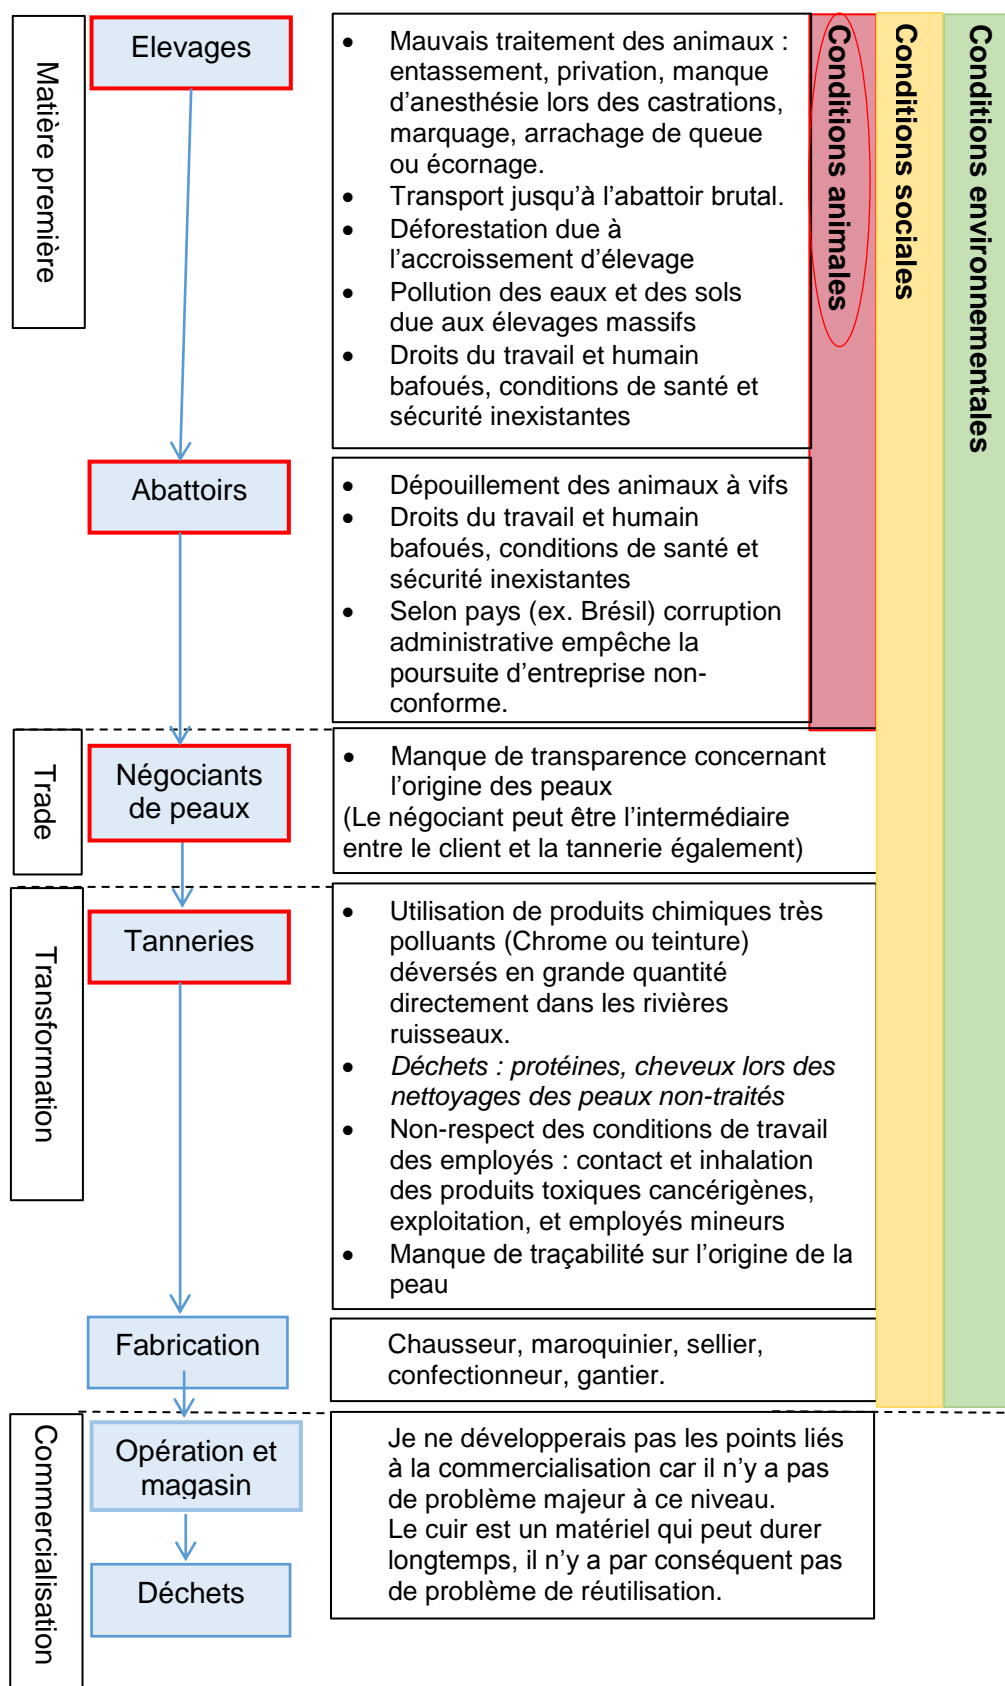 Matière première
Elevages
• Mauvais traitement des animaux :
entassement, privation, manque
d’anesthésie lors des castrations,
marquage, arrachage de queue
ou écornage.
• Transport jusqu’à l’abattoir brutal.
• Déforestation due à
l’accroissement d’élevage
• Pollution des eaux et des sols
due aux élevages massifs
• Droits du travail et humain
bafoués, conditions de santé et
sécurité inexistantes
Conditions animales
Conditions sociales
Conditions environnementales
Abattoirs
• Dépouillement des animaux à vifs
• Droits du travail et humain
bafoués, conditions de santé et
sécurité inexistantes
• Selon pays (ex. Brésil) corruption
administrative empêche la
poursuite d’entreprise non-
conforme.
Trade
Négociants
de peaux
• Manque de transparence concernant
l’origine des peaux
(Le négociant peut être l’intermédiaire
entre le client et la tannerie également)
Transformation
Tanneries
• Utilisation de produits chimiques très
polluants (Chrome ou teinture)
déversés en grande quantité
directement dans les rivières
ruisseaux.
• Déchets : protéines, cheveux lors des
nettoyages des peaux non-traités
• Non-respect des conditions de travail
des employés : contact et inhalation
des produits toxiques cancérigènes,
exploitation, et employés mineurs
• Manque de traçabilité sur l’origine de la
peau
Fabrication
Chausseur, maroquinier, sellier,
confectionneur, gantier.
Commercialisation
Opération et
magasin
Je ne développerais pas les points liés
à la commercialisation car il n’y a pas
de problème majeur à ce niveau.
Le cuir est un matériel qui peut durer
longtemps, il n’y a par conséquent pas
de problème de réutilisation.
Déchets